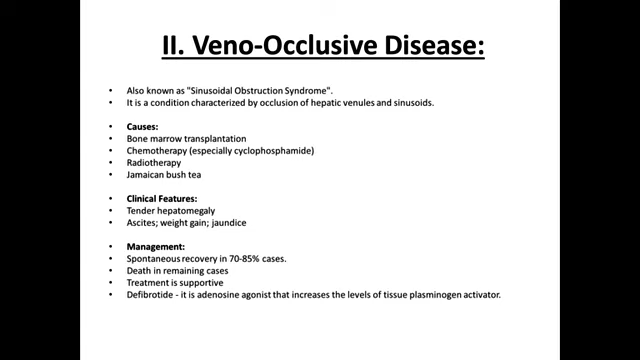 II. Veno-Occlusive Disease:
• Also known as "Sinusoidal Obstruction Syndrome".
• It is a condition characterized by occlusion of hepatic venules and sinusoids.
• Causes:
• Bone marrow transplantation
• Chemotherapy (especially cyclophosphamide)
• Radiotherapy
• Jamaican bush tea
• Clinical Features:
• Tender hepatomegaly
• Ascites; weight gain; jaundice
• Management:
• Spontaneous recovery in 70-85% cases.
• Death in remaining cases
• Treatment is supportive
• Defibrotide - it is adenosine agonist that increases the levels of tissue plasminogen activator.